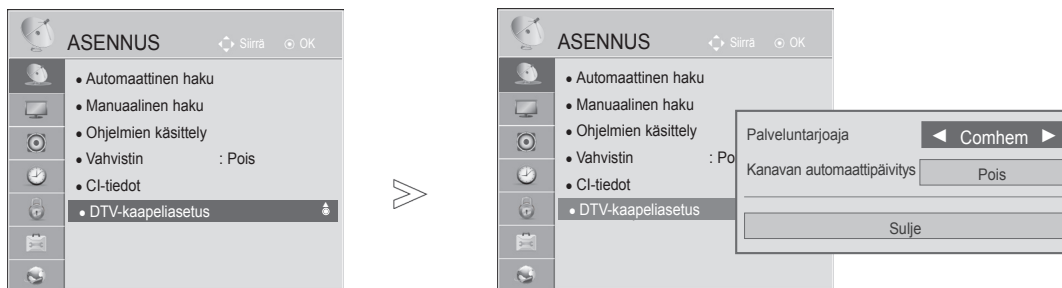 ASENNUS
Siirrä OK
• Automaattinen haku
• Manuaalinen haku
• Ohjelmien käsittely
• Vahvistin : Pois
• CI-tiedot
• DTV-kaapeliasetus
ASENNUS
Siirrä OK
• Automaattinen haku
• Manuaalinen haku
• Ohjelmien käsittely
• Vahvistin : Po
• CI-tiedot
• DTV-kaapeliasetus
Palveluntarjoaja ◄ Comhem ►
Kanavan automaattipäivitys Pois
Sulje